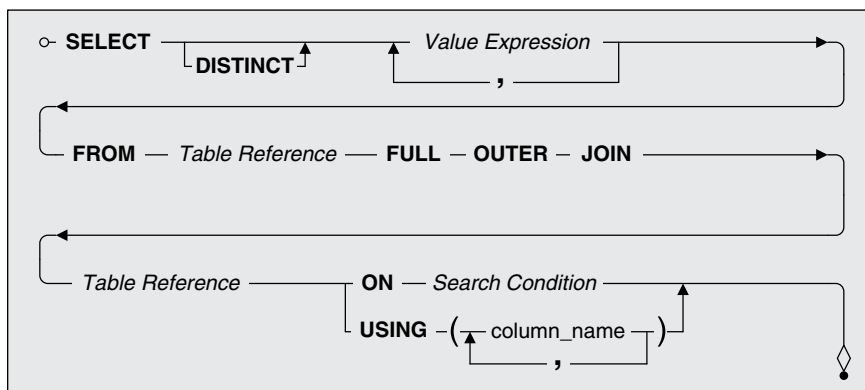 SELECT Value Expression
DISTINCT
,
FROM Table Reference FULL OUTER JOIN
Table Reference ON Search Condition
USING ( column_name )
,